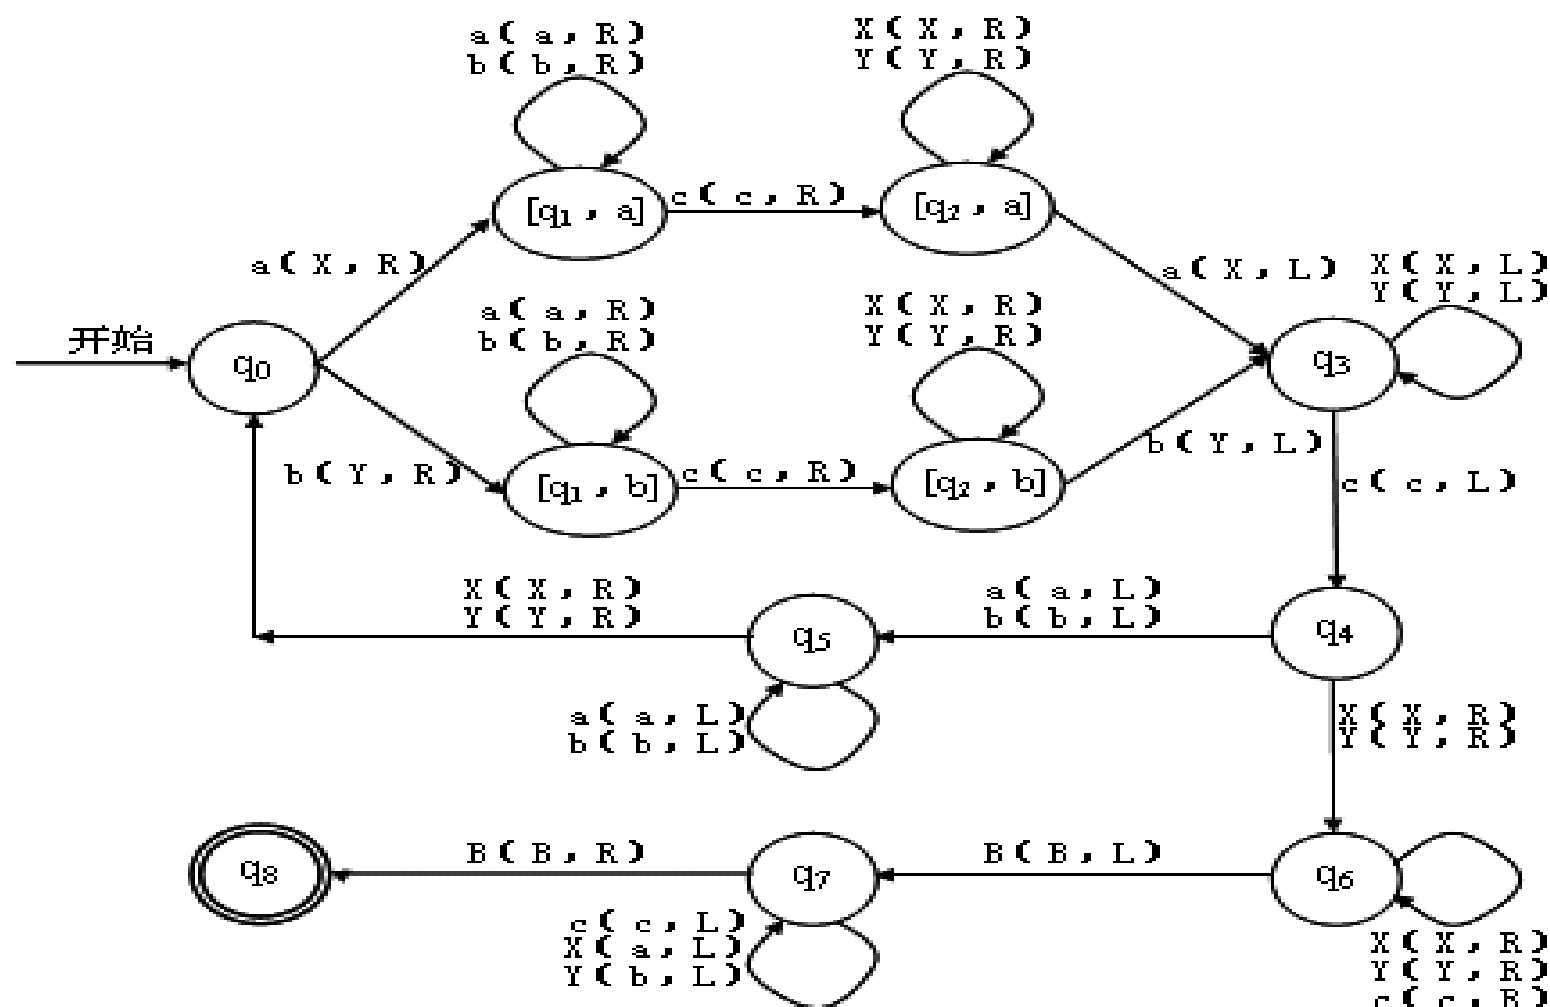 a(a,R)
b(b,R)
X(X,R)
Y(Y,R)
[q1,a]
c(c,R)
[q2,a]
a(X,R)
a(X,L)
X(X,L)
Y(Y,L)
a(a,R)
b(b,R)
X(X,R)
Y(Y,R)
开始
q0
q3
b(Y,R)
[q1,b]
c(c,R)
[q2,b]
b(Y,L)
c(c,L)
X(X,R)
Y(Y,R)
q5
a(a,L)
b(b,L)
q4
a(a,L)
b(b,L)
X(X,R)
Y(Y,R)
q8
B(B,R)
q7
B(B,L)
q6
c(c,L)
X(a,L)
Y(b,L)
X(X,R)
Y(Y,R)
c(c,R)